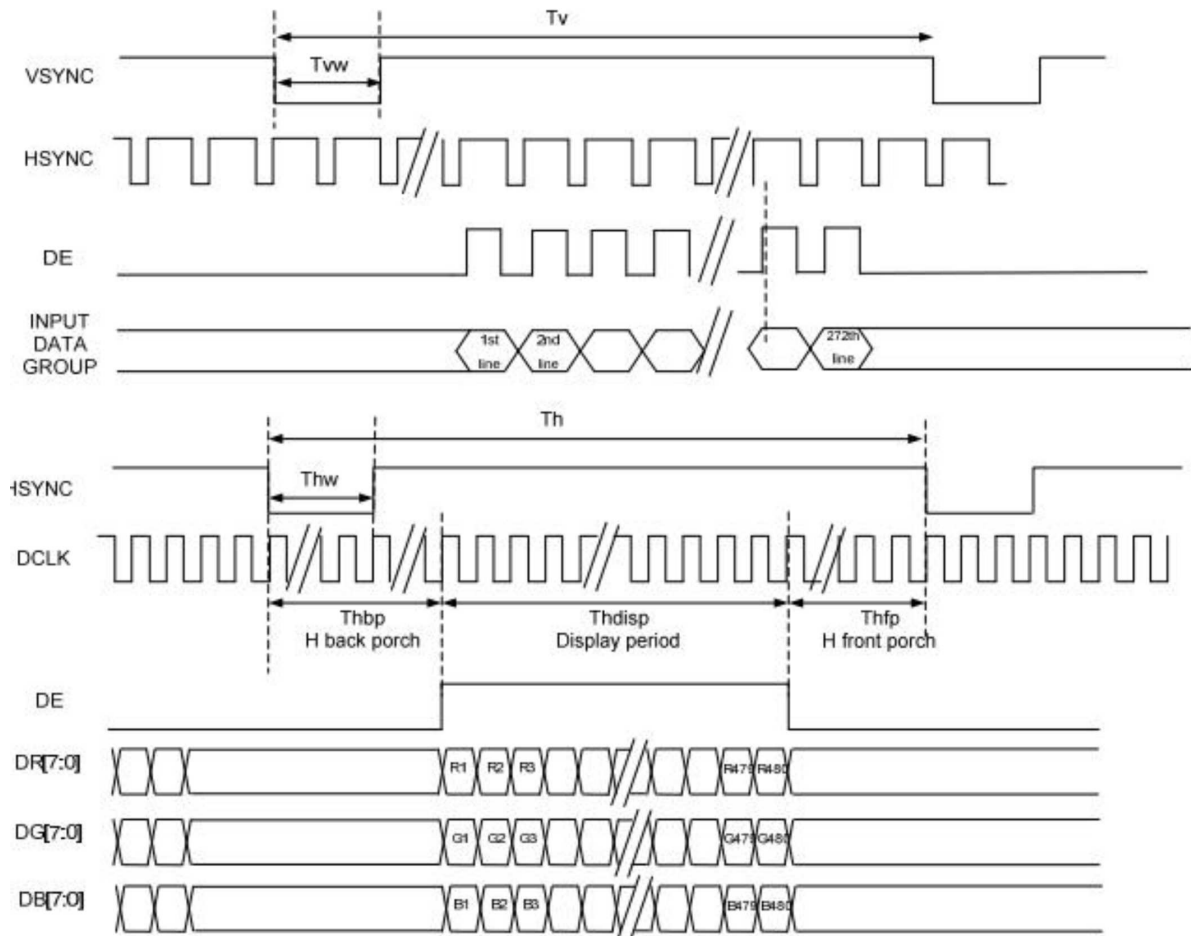 Tv
VSYNC
Tvw
HSYNC
DE
INPUT
DATA
GROUP
1st
line
2nd
line
272th
line
Th
HSYNC
Thw
DCLK
Thbp
H back porch
Thdisp
Display period
Thfp
H front porch
DE
DR[7:0]
R1 R2 R3 R479 R480
DG[7:0]
G1 G2 G3 G479 G480
DB[7:0]
B1 B2 B3 B479 B480